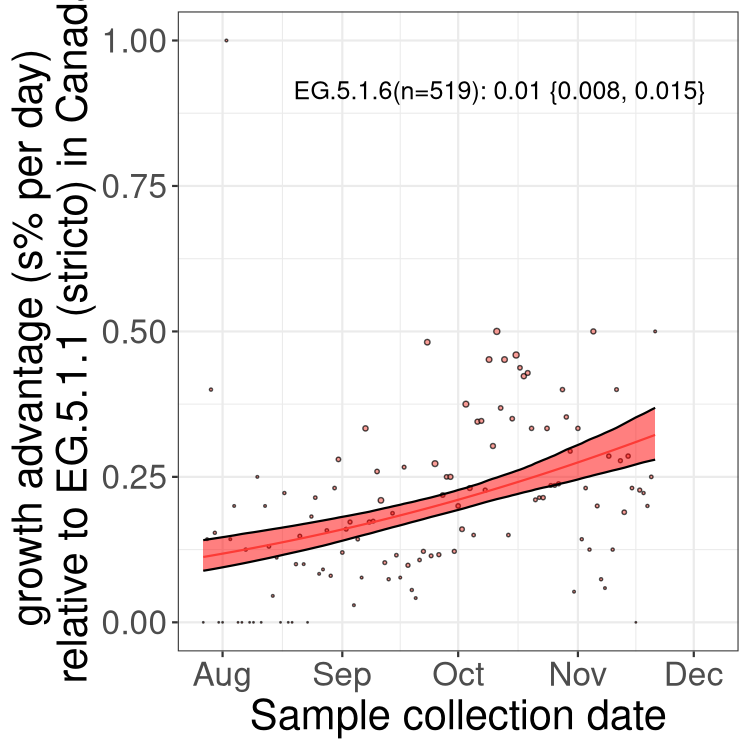 growth advantage (s% per day)
relative to EG.5.1.1 (stricto) in Canada
1.00
0.75
0.50
0.25
0.00
EG.5.1.6(n=519): 0.01 {0.008, 0.015}
Aug Sep Oct Nov Dec
Sample collection date